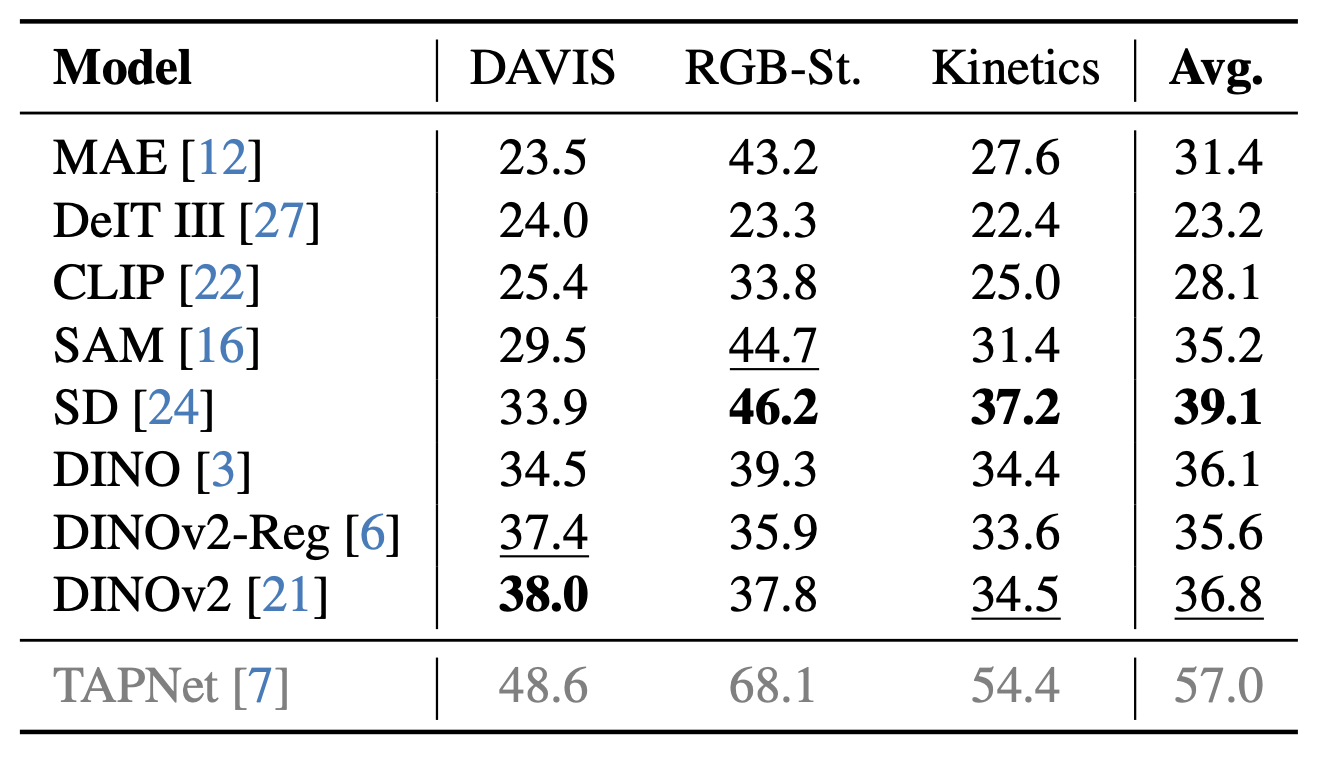 Model DAVIS RGB-St. Kinetics Avg.
MAE [12] 23.5 43.2 27.6 31.4
DeIT III [27] 24.0 23.3 22.4 23.2
CLIP [22] 25.4 33.8 25.0 28.1
SAM [16] 29.5 44.7 31.4 35.2
SD [24] 33.9 46.2 37.2 39.1
DINO [3] 34.5 39.3 34.4 36.1
DINOv2-Reg [6] 37.4 35.9 33.6 35.6
DINOv2 [21] 38.0 37.8 34.5 36.8
TAPNet [7] 48.6 68.1 54.4 57.0